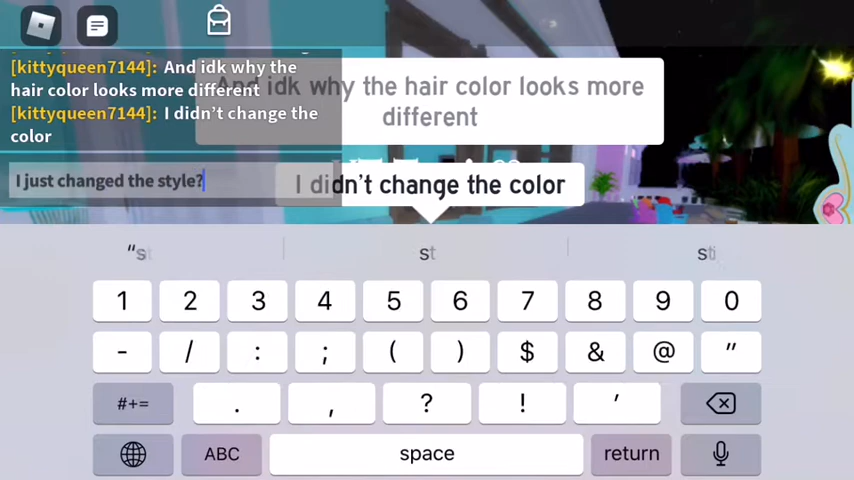 [kittyqueen7144]: And idk why the
hair color looks more different
[kittyqueen7144]: I didn’t change the
color
And idk why the hair color looks more
different
I just changed the style?
I didn’t change the color
“s
st
sti
1 2 3 4 5 6 7 8 9 0
- / : ; ( ) $ & @ ”
#+= . , ? ! ’
ABC space return